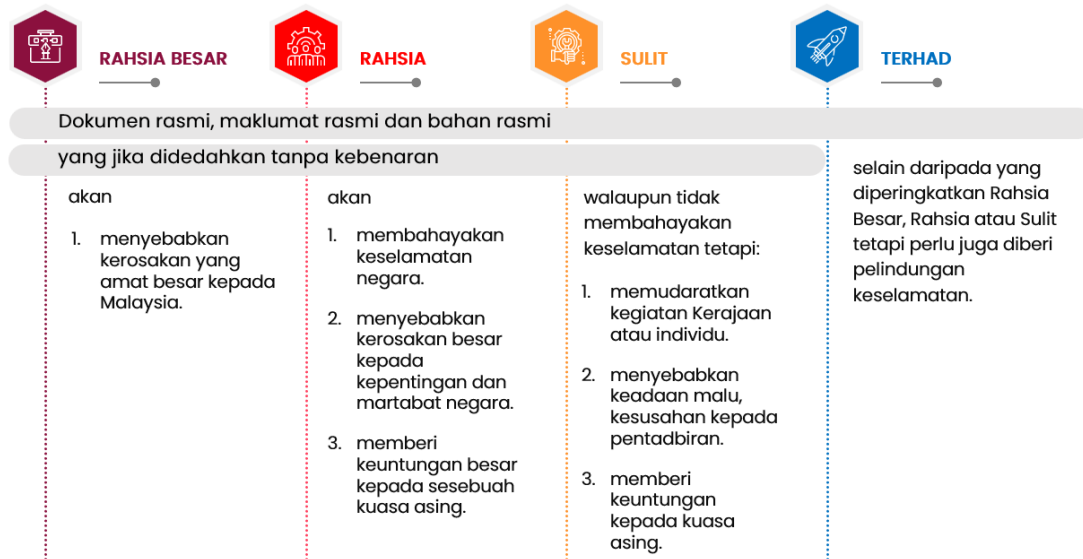 RAHSIA BESAR
RAHSIA
SULIT
TERHAD
Dokumen rasmi, maklumat rasmi dan bahan rasmi
yang jika didedahkan tanpa kebenaran
akan
1. menyebabkan
kerosakan yang
amat besar kepada
Malaysia.
akan
1. membahayakan
keselamatan
negara.
2. menyebabkan
kerosakan besar
kepada
kepentingan dan
martabat negara.
3. memberi
keuntungan besar
kepada sesebuah
kuasa asing.
walaupun tidak
membahayakan
keselamatan tetapi:
1. memudaratkan
kegiatan Kerajaan
atau individu.
2. menyebabkan
keadaan malu,
kesusahan kepada
pentadbiran.
3. memberi
keuntungan
kepada kuasa
asing.
selain daripada yang
diperingkatkan Rahsia
Besar, Rahsia atau Sulit
tetapi perlu juga diberi
pelindungan
keselamatan.